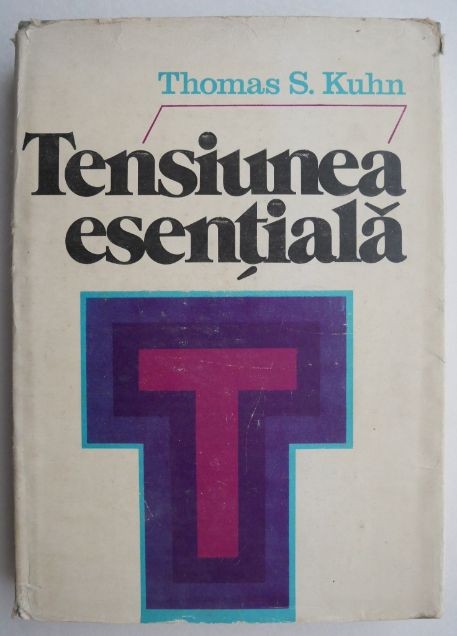 Thomas S. Kuhn
Tensiunea
esențială
T